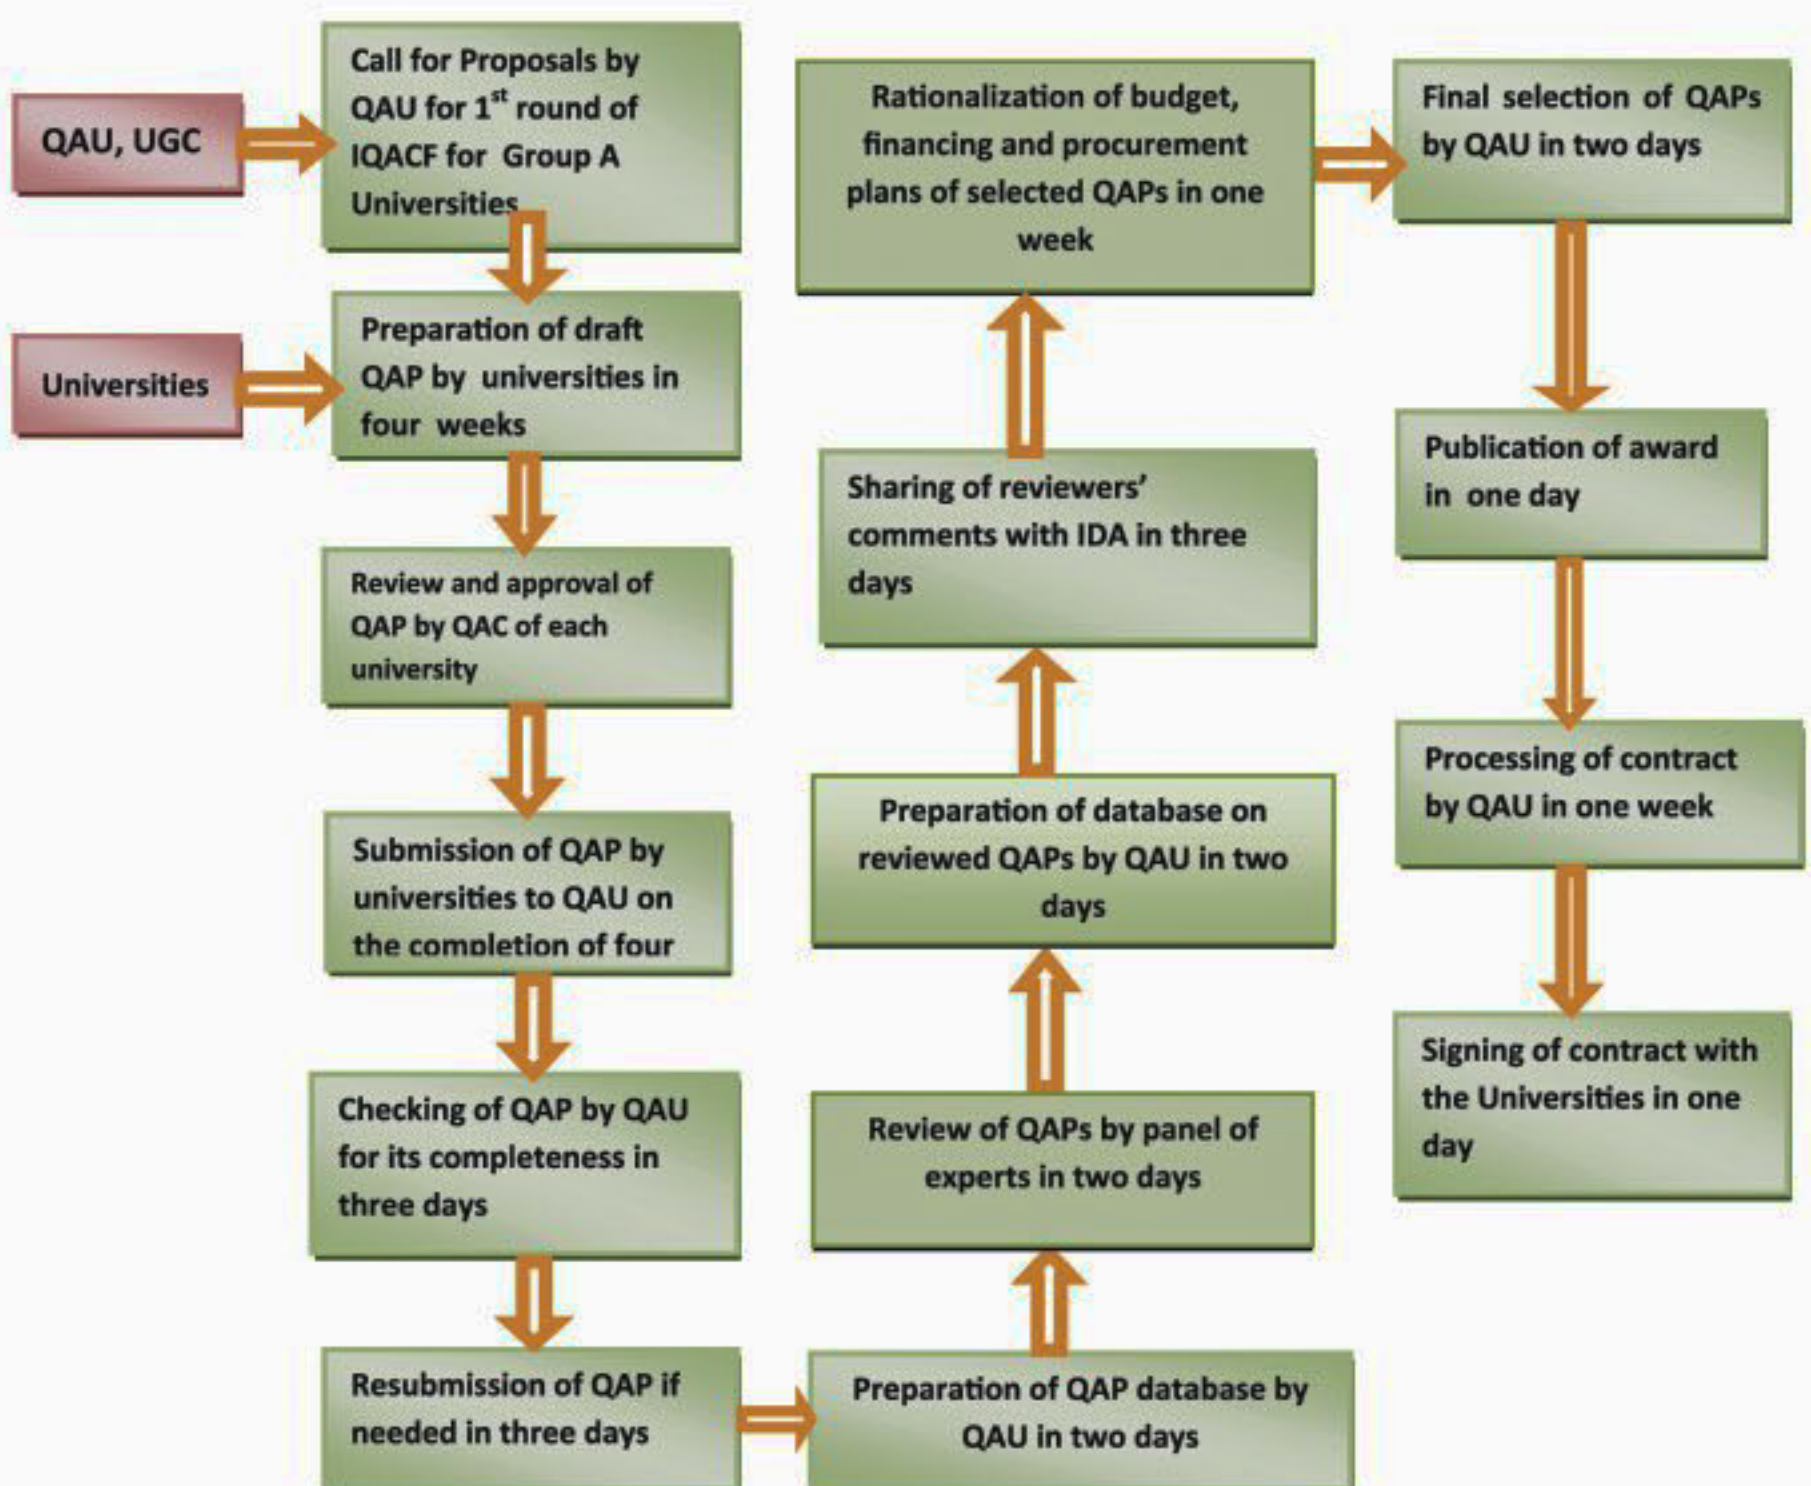 QAU, UGC
Call for Proposals by
QAU for 1st round of
IQACF for Group A
Universities
Universities
Preparation of draft
QAP by universities in
four weeks
Review and approval of
QAP by QAC of each
university
Submission of QAP by
universities to QAU on
the completion of four
Checking of QAP by QAU
for its completeness in
three days
Resubmission of QAP if
needed in three days
Preparation of QAP database by
QAU in two days
Review of QAPs by panel of
experts in two days
Preparation of database on
reviewed QAPs by QAU in two
days
Sharing of reviewers’
comments with IDA in three
days
Rationalization of budget,
financing and procurement
plans of selected QAPs in one
week
Final selection of QAPs
by QAU in two days
Publication of award
in one day
Processing of contract
by QAU in one week
Signing of contract with
the Universities in one
day